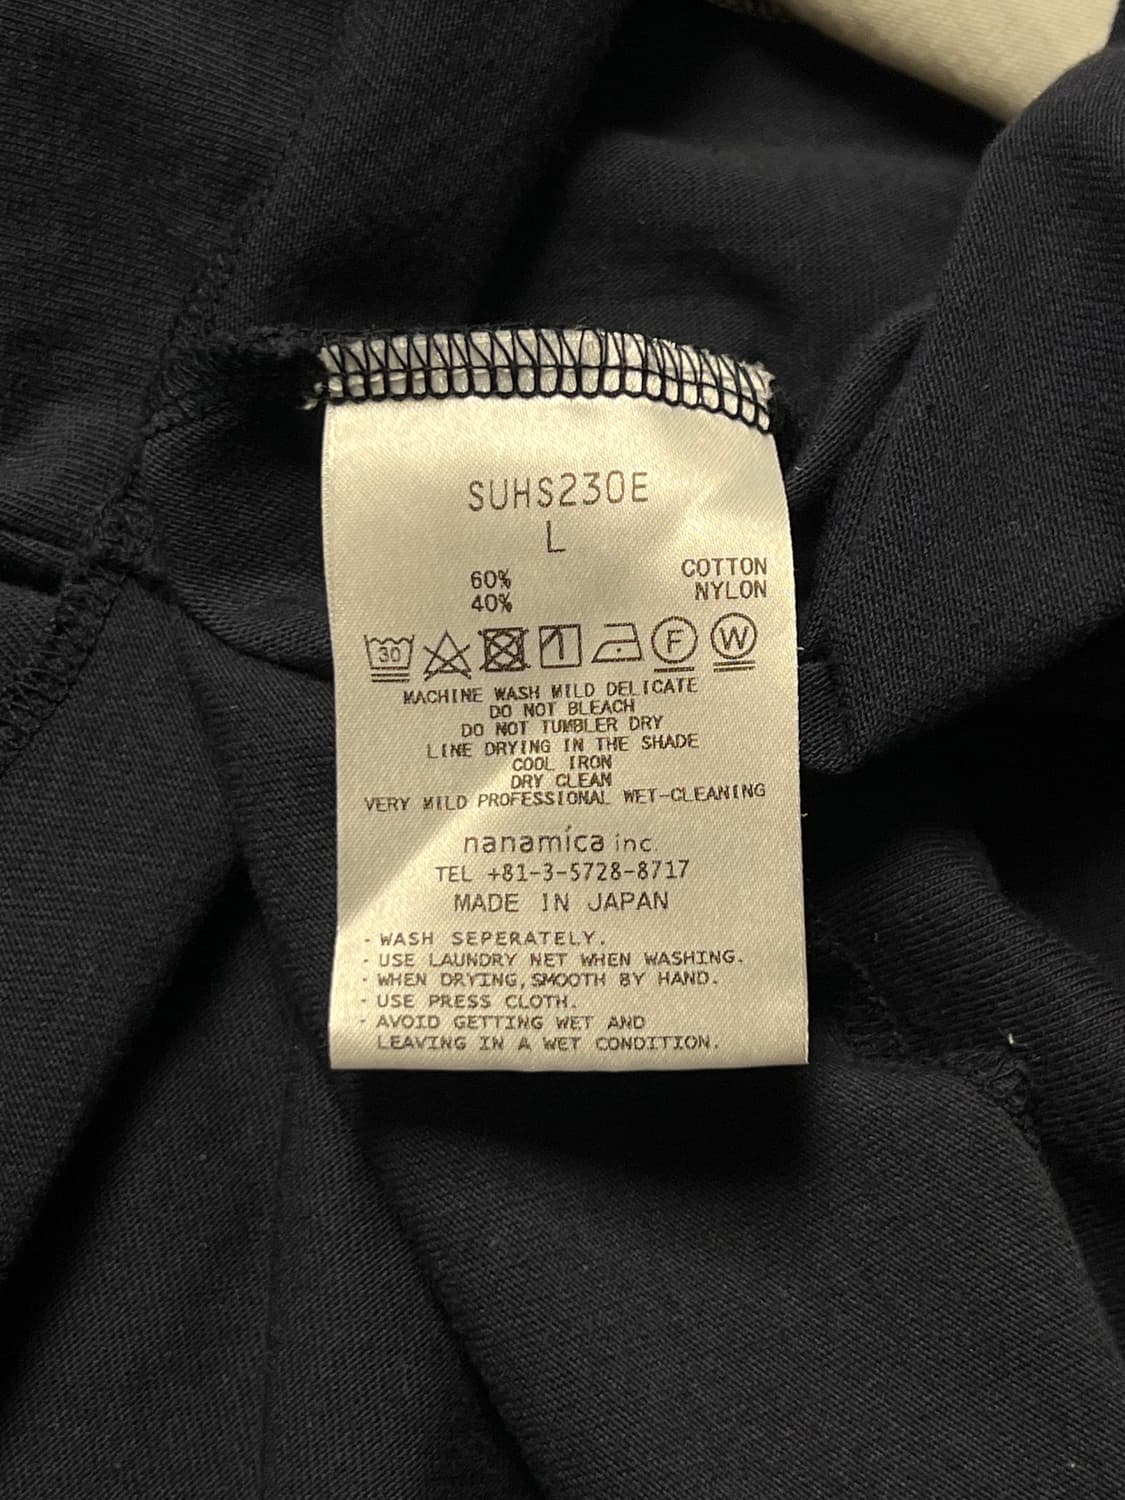 SUHS230E
L
60% COTTON
40% NYLON
30 F W
MACHINE WASH MILD DELICATE
DO NOT BLEACH
DO NOT TUMBLER DRY
LINE DRYING IN THE SHADE
COOL IRON
DRY CLEAN
VERY MILD PROFESSIONAL WET-CLEANING
nanamica inc.
TEL +81-3-5728-8717
MADE IN JAPAN
- WASH SEPERATELY.
- USE LAUNDRY NET WHEN WASHING.
- WHEN DRYING, SMOOTH BY HAND.
- USE PRESS CLOTH.
- AVOID GETTING WET AND
LEAVING IN A WET CONDITION.